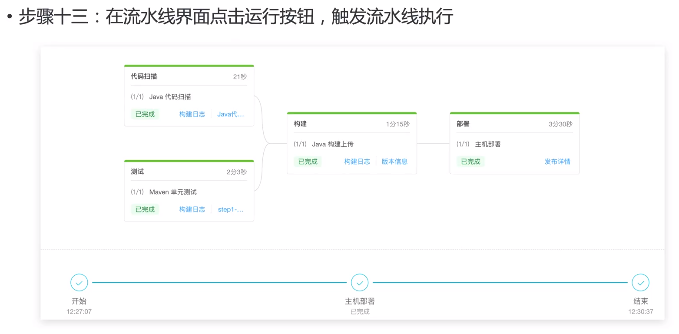 • 步骤十三：在流水线界面点击运行按钮，触发流水线执行
代码扫描 21秒
(1/1) Java 代码扫描
已完成 构建日志 Java代...
测试 2分3秒
(1/1) Maven 单元测试
已完成 构建日志 step1-...
构建 1分15秒
(1/1) Java 构建上传
已完成 构建日志 版本信息
部署 3分30秒
(1/1) 主机部署
已完成 发布详情
开始 主机部署 结束
12:27:07 已完成 12:30:37